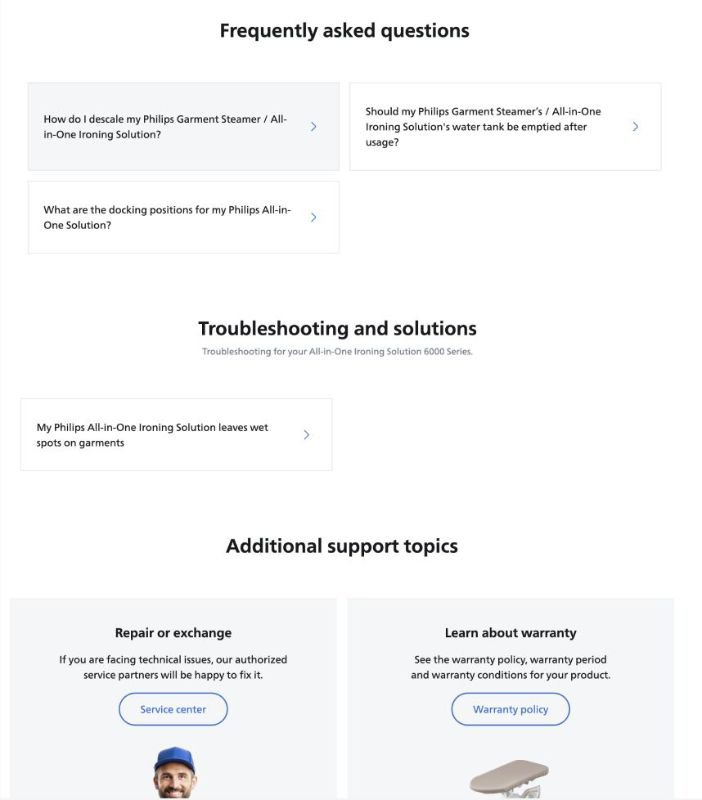 Frequently asked questions
How do I descale my Philips Garment Steamer / All-
in-One Ironing Solution?
Should my Philips Garment Steamer's / All-in-One
Ironing Solution's water tank be emptied after
usage?
What are the docking positions for my Philips All-in-
One Solution?
Troubleshooting and solutions
Troubleshooting for your All-in-One Ironing Solution 6000 Series.
My Philips All-in-One Ironing Solution leaves wet
spots on garments
Additional support topics
Repair or exchange
If you are facing technical issues, our authorized
service partners will be happy to fix it.
Service center
Learn about warranty
See the warranty policy, warranty period
and warranty conditions for your product.
Warranty policy